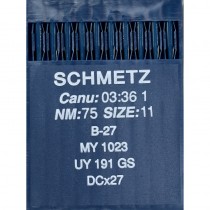 SCHMETZ
Canu: 03:36 1
NM:75 SIZE:11
B-27
MY 1023
UY 191 GS
DCx27